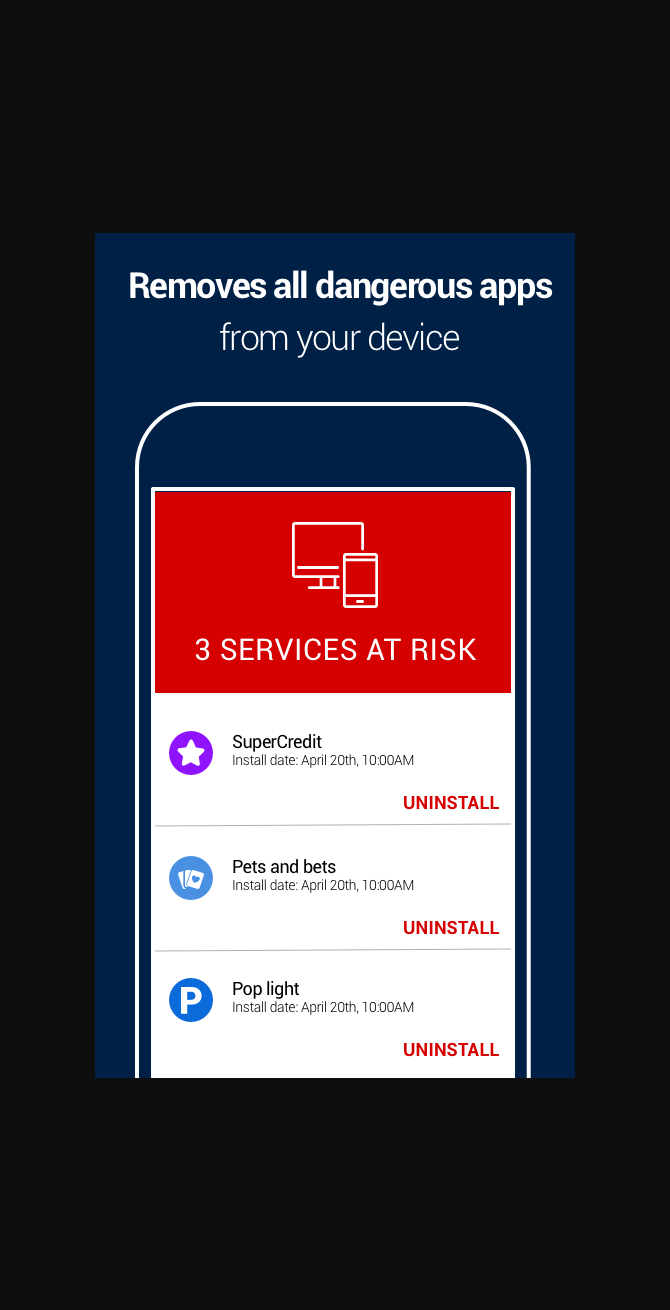 Removes all dangerous apps
from your device
3 SERVICES AT RISK
SuperCredit
Install date: April 20th, 10:00AM
UNINSTALL
Pets and bets
Install date: April 20th, 10:00AM
UNINSTALL
P
Pop light
Install date: April 20th, 10:00AM
UNINSTALL